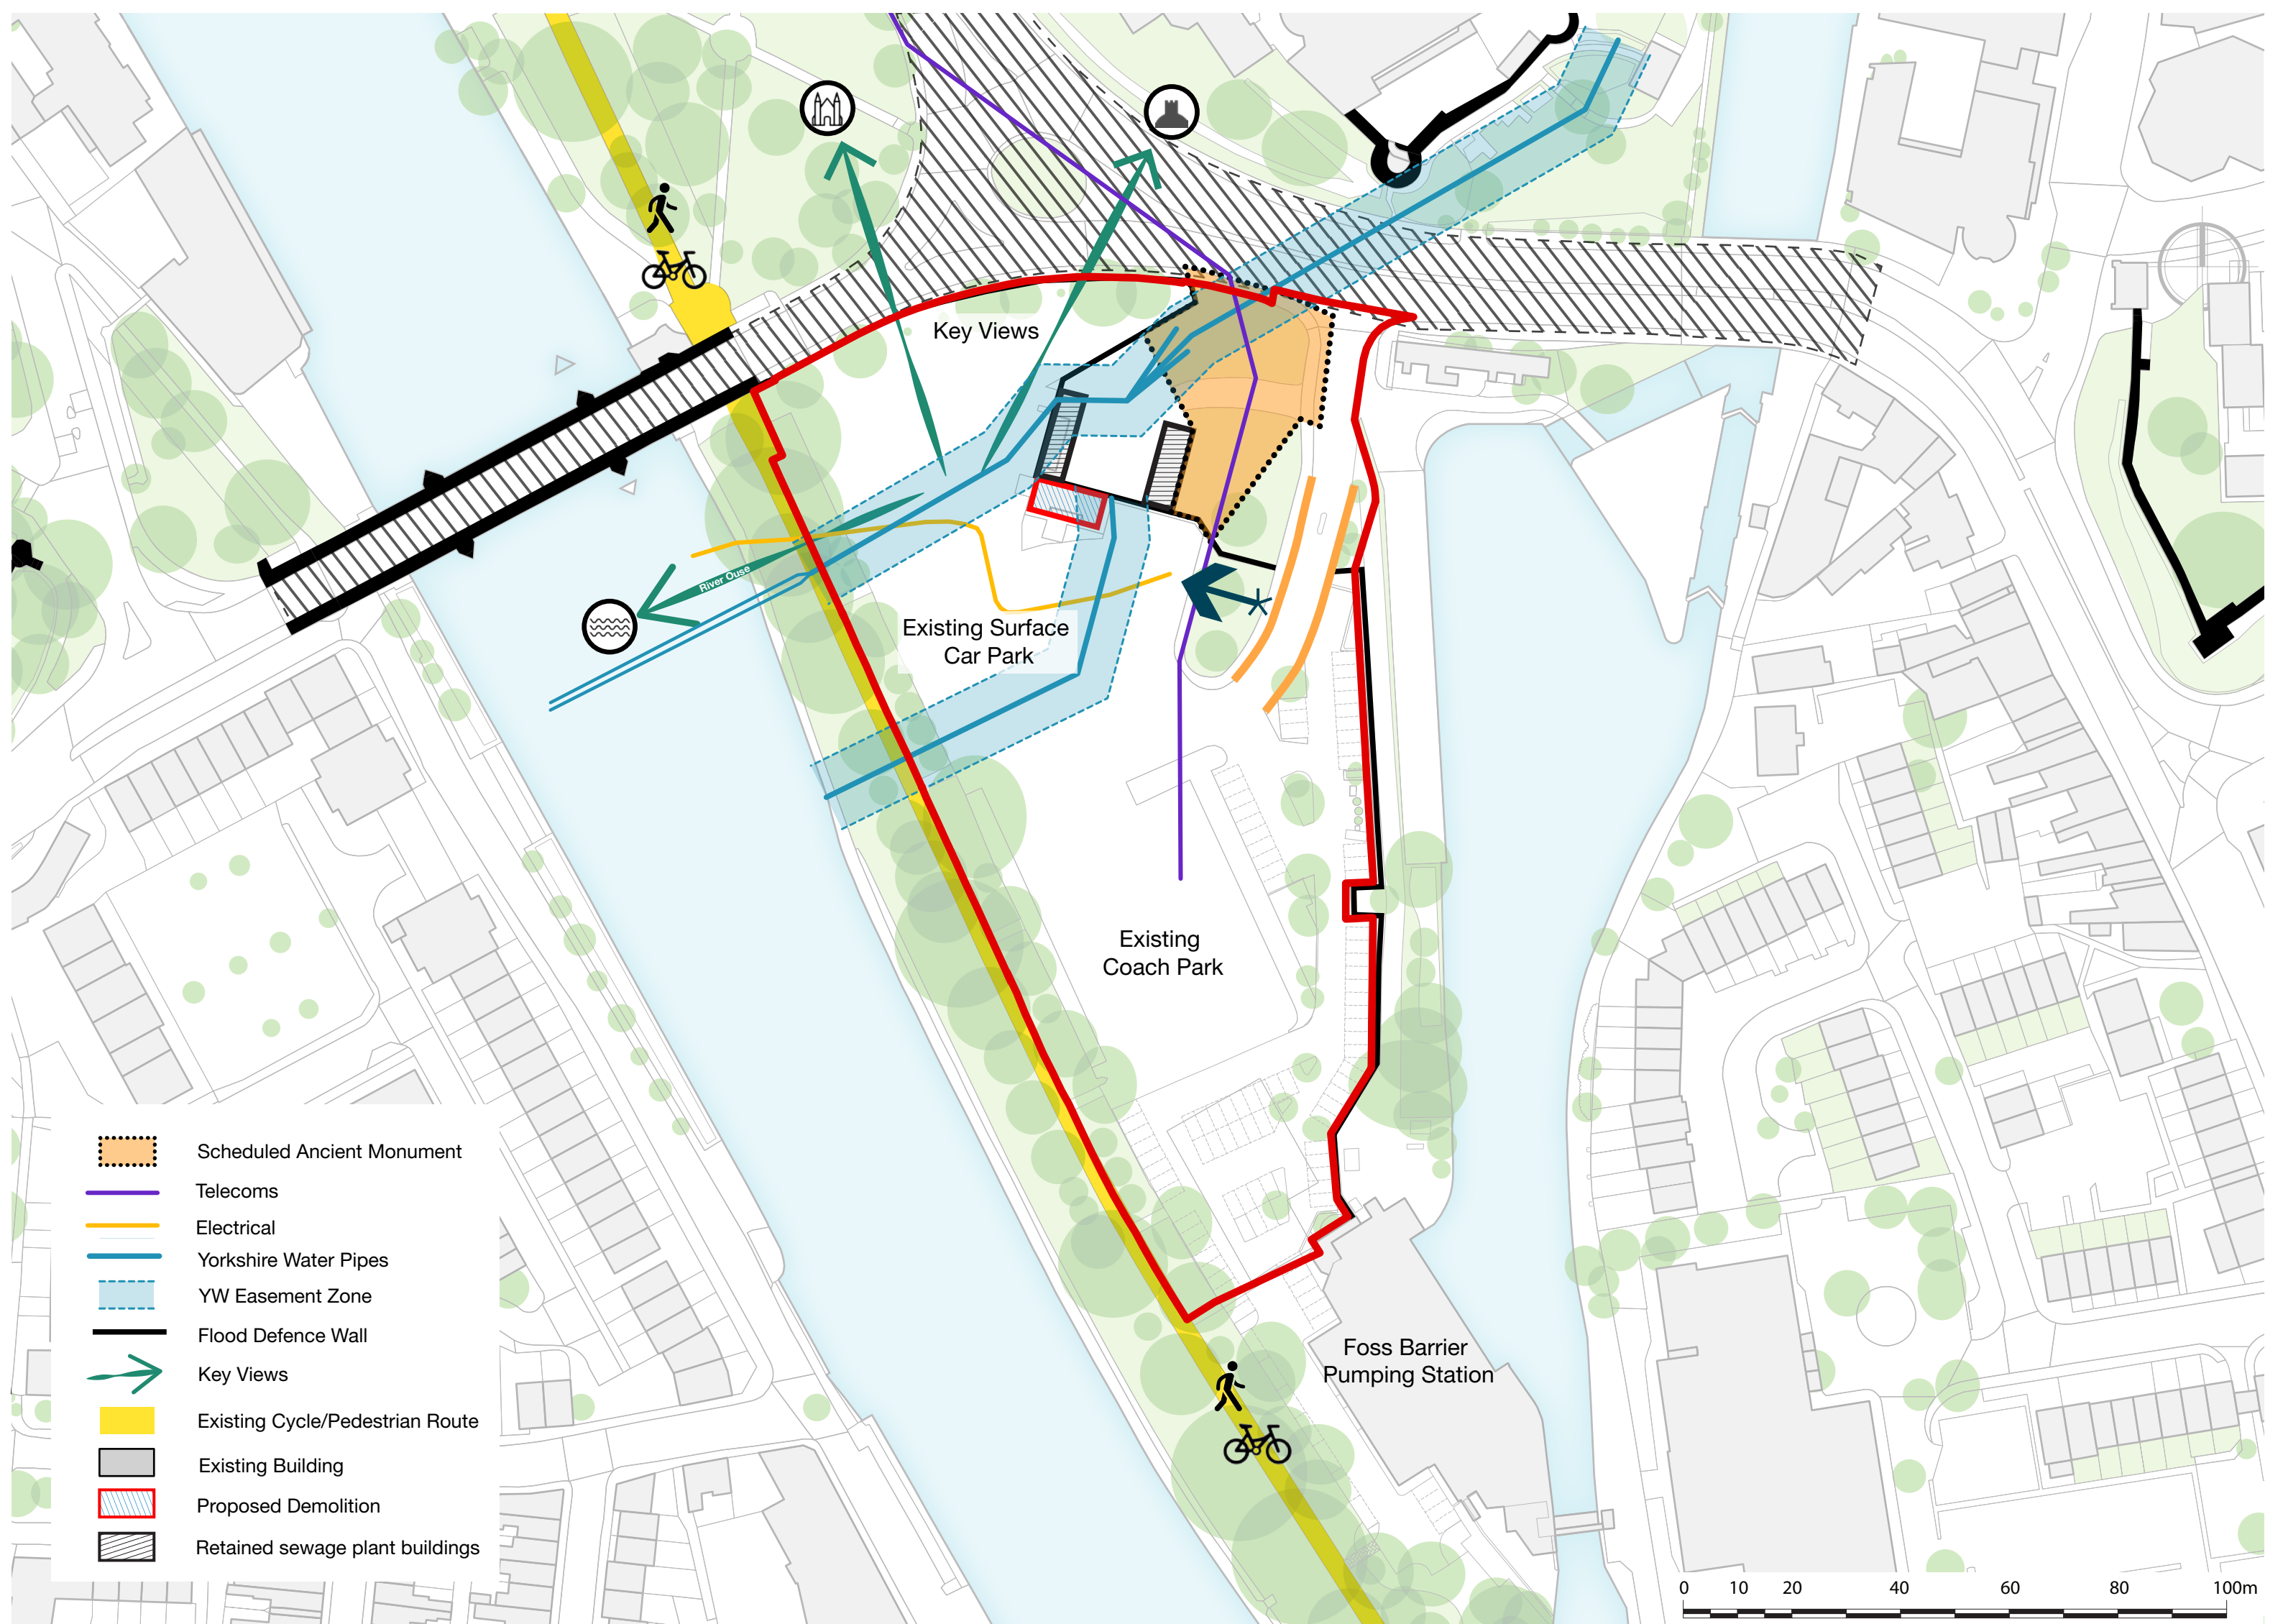 Key Views
River Ouse
Existing Surface
Car Park
Existing
Coach Park
Foss Barrier
Pumping Station
Scheduled Ancient Monument
Telecoms
Electrical
Yorkshire Water Pipes
YW Easement Zone
Flood Defence Wall
Key Views
Existing Cycle/Pedestrian Route
Existing Building
Proposed Demolition
Retained sewage plant buildings
0 10 20 40 60 80 100m